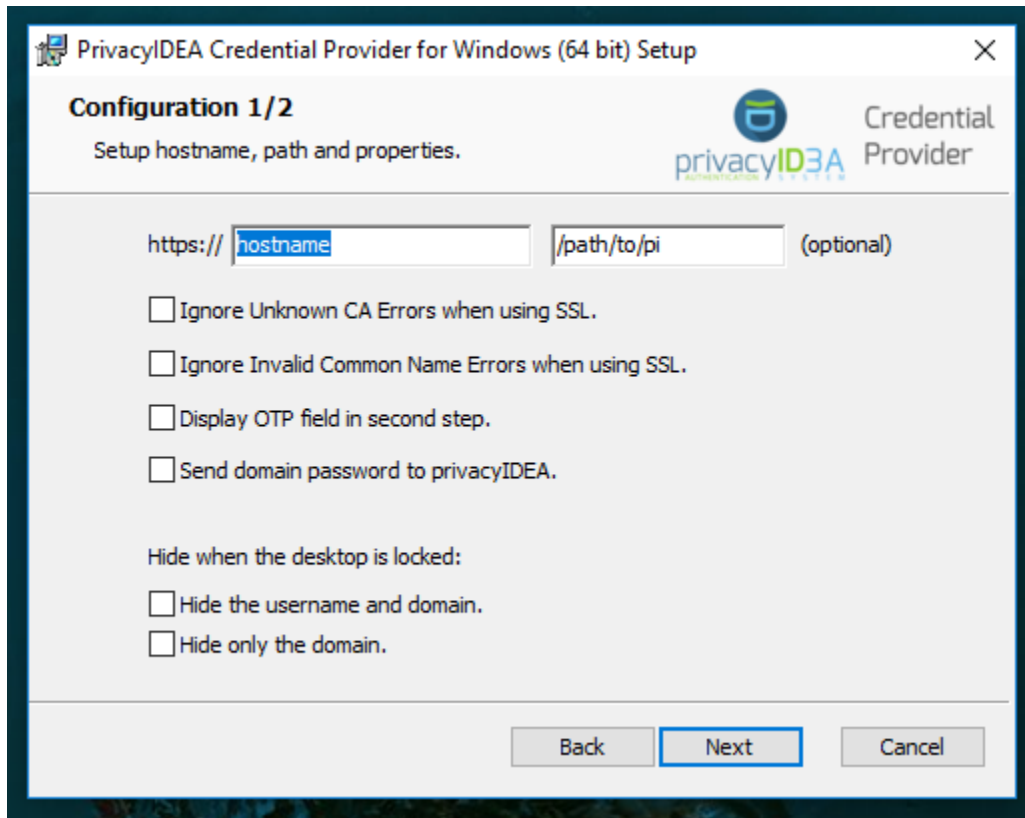 PrivacyIDEA Credential Provider for Windows (64 bit) Setup
Configuration 1/2
Setup hostname, path and properties.
privacyID3A
AUTHENTICATION SYSTEM
Credential
Provider
https:// hostname /path/to/pi (optional)
Ignore Unknown CA Errors when using SSL.
Ignore Invalid Common Name Errors when using SSL.
Display OTP field in second step.
Send domain password to privacyIDEA.
Hide when the desktop is locked:
Hide the username and domain.
Hide only the domain.
Back Next Cancel